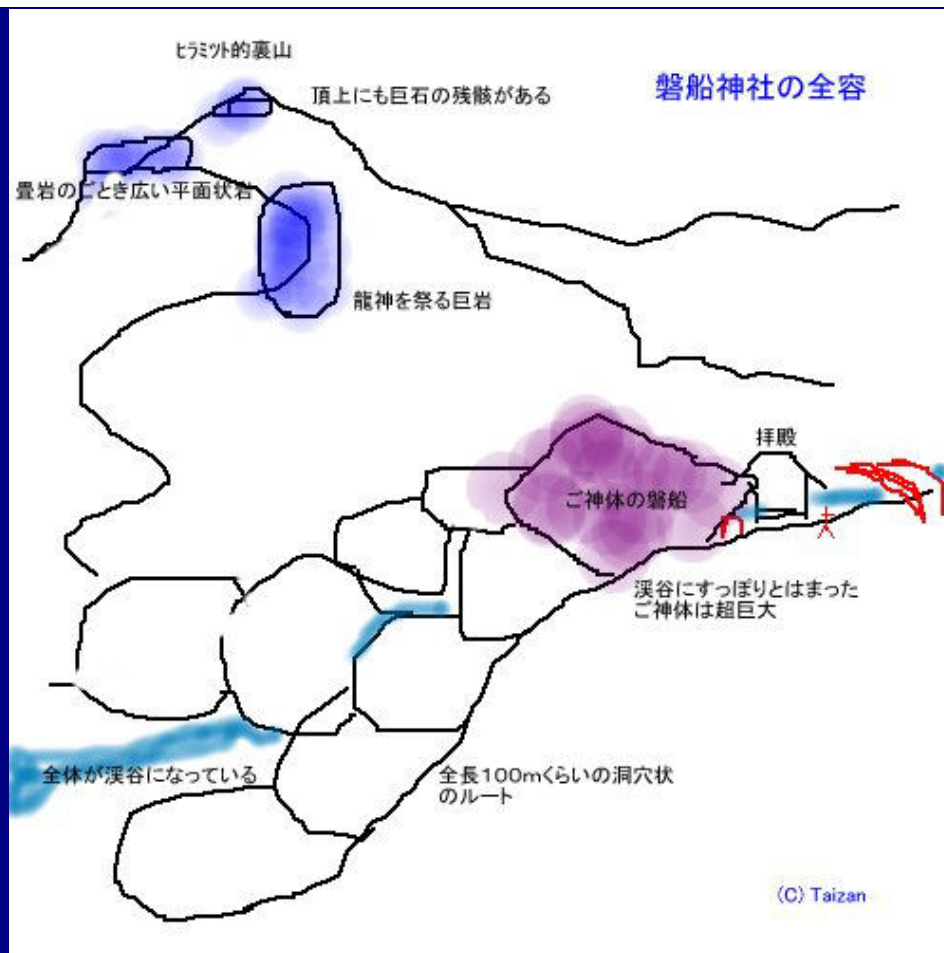 ヒラミット的裏山
磐船神社の全容
頂上にも巨石の残骸がある
畳岩のごとき広い平面状岩
龍神を祭る巨岩
拝殿
ご神体の磐船
渓谷にすっぽりとはまった
ご神体は超巨大
全体が渓谷になっている
全長100mくらいの洞穴状
のルート
(C) Taizan